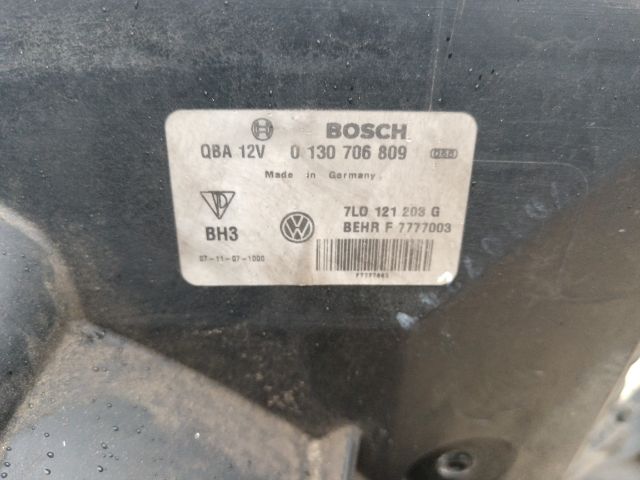 BOSCH
QBA 12V 0 130 706 809
Made in Germany
7L0 121 203 G
BH3 BEHR F 7777003
07-11-07-1000
F7777003